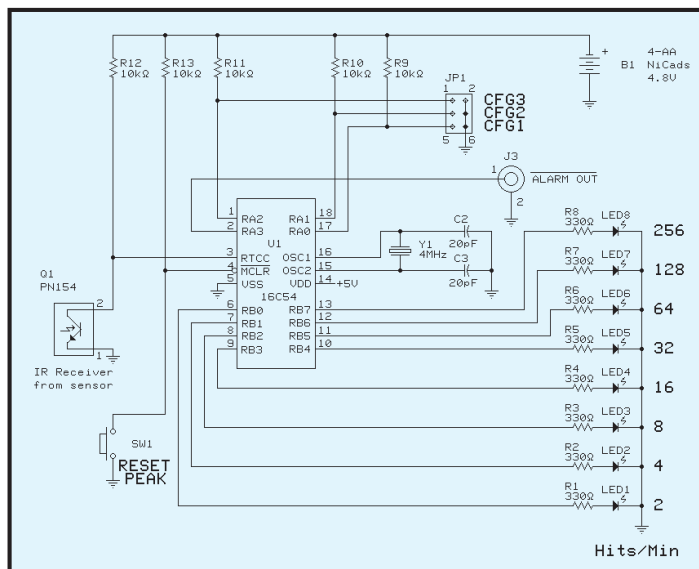 R12
10kΩ
R13
10kΩ
R11
10kΩ
R10
10kΩ
R9
10kΩ
B1
+
4-AA
NiCads
4.8V
JP1
1 2
5 6
CFG3
CFG2
CFG1
J3
1
2
ALARM OUT
1 RA2
2 RA3
3 RTCC
4 MCLR
5 VSS
6 RB0
7 RB1
8 RB2
9 RB3
U1
16C54
RA1 18
RA0 17
OSC1 16
OSC2 15
VDD 14 +5V
RB7 13
RB6 12
RB5 11
RB4 10
Y1
4MHz
C2
20pF
C3
20pF
Q1
PN154
2
1
IR Receiver
from sensor
SW1
RESET
PEAK
R8
330Ω
LED8
256
R7
330Ω
LED7
128
R6
330Ω
LED6
64
R5
330Ω
LED5
32
R4
330Ω
LED4
16
R3
330Ω
LED3
8
R2
330Ω
LED2
4
R1
330Ω
LED1
2
Hits/Min